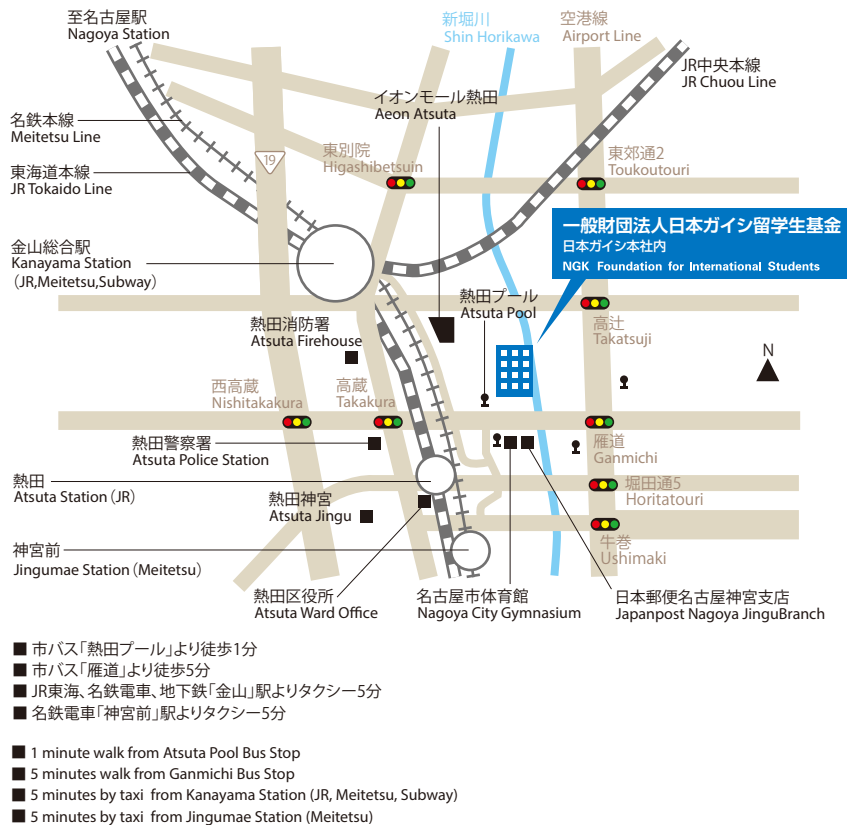 至名古屋駅
Nagoya Station
新堀川
Shin Horikawa
空港線
Airport Line
JR中央本線
JR Chuou Line
イオンモール熱田
Aeon Atsuta
名鉄本線
Meitetsu Line
東海道本線
JR Tokaido Line
19
東別院
Higashibetsuin
東郊通2
Toukoutouri
一般財団法人日本ガイシ留学生基金
日本ガイシ本社内
NGK Foundation for International Students
金山総合駅
Kanayama Station
(JR,Meitetsu,Subway)
熱田プール
Atsuta Pool
熱田消防署
Atsuta Firehouse
高辻
Takatsuji
N
西高蔵
Nishitakakura
高蔵
Takakura
熱田警察署
Atsuta Police Station
雁道
Ganmichi
熱田
Atsuta Station(JR)
熱田神宮
Atsuta Jingu
堀田通5
Horitatouri
神宮前
Jingumae Station(Meitetsu)
牛巻
Ushimaki
熱田区役所
Atsuta Ward Office
名古屋市体育館
Nagoya City Gymnasium
日本郵便名古屋神宮支店
Japanpost Nagoya JinguBranch
■ 市バス「熱田プール」より徒歩1分
■ 市バス「雁道」より徒歩5分
■ JR東海、名鉄電車、地下鉄「金山」駅よりタクシー5分
■ 名鉄電車「神宮前」駅よりタクシー5分
■ 1 minute walk from Atsuta Pool Bus Stop
■ 5 minutes walk from Ganmichi Bus Stop
■ 5 minutes by taxi from Kanayama Station (JR, Meitetsu, Subway)
■ 5 minutes by taxi from Jingumae Station (Meitetsu)